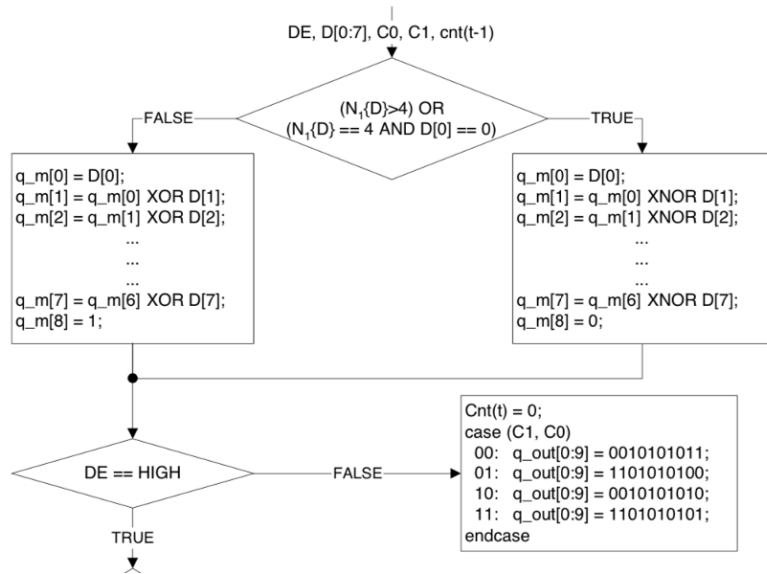 DE, D[0:7], C0, C1, cnt(t-1)
(N₁{D}>4) OR
(N₁{D} == 4 AND D[0] == 0)
FALSE
TRUE
q_m[0] = D[0];
q_m[1] = q_m[0] XOR D[1];
q_m[2] = q_m[1] XOR D[2];
...
...
...
q_m[7] = q_m[6] XOR D[7];
q_m[8] = 1;
q_m[0] = D[0];
q_m[1] = q_m[0] XNOR D[1];
q_m[2] = q_m[1] XNOR D[2];
...
...
...
q_m[7] = q_m[6] XNOR D[7];
q_m[8] = 0;
DE == HIGH
FALSE
TRUE
Cnt(t) = 0;
case (C1, C0)
00: q_out[0:9] = 0010101011;
01: q_out[0:9] = 1101010100;
10: q_out[0:9] = 0010101010;
11: q_out[0:9] = 1101010101;
endcase